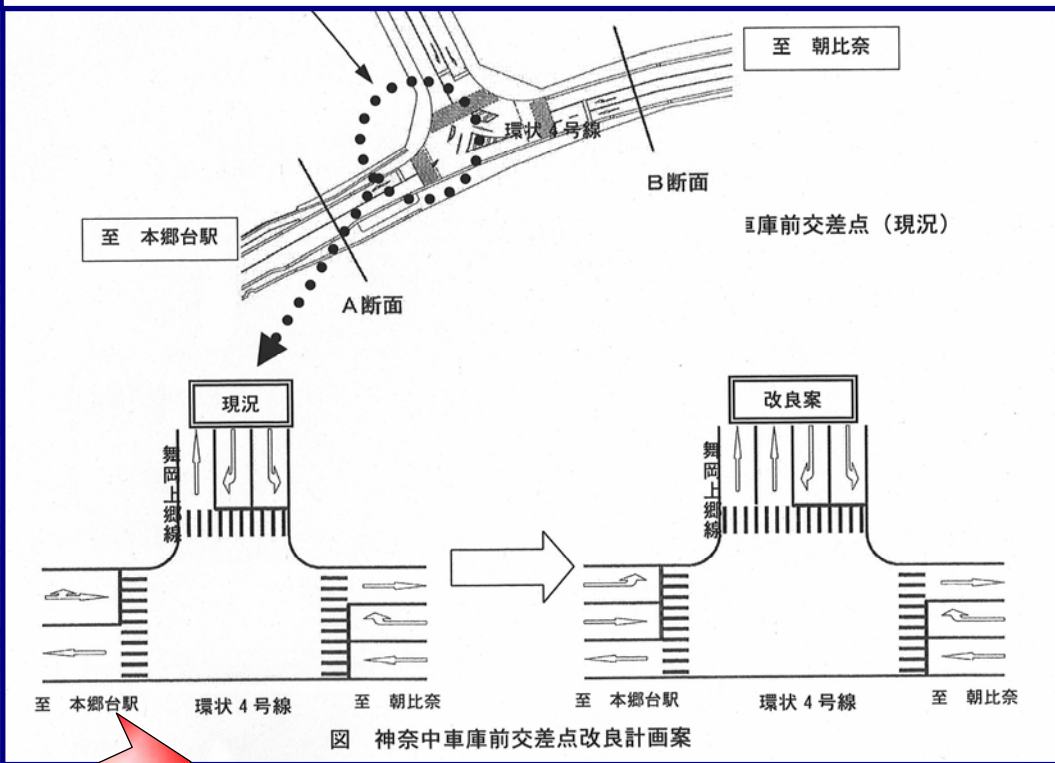 至 朝比奈
環状4号線
B断面
車庫前交差点（現況）
至 本郷台駅
A断面
現況
改良案
舞岡上郷線
舞岡上郷線
至 本郷台駅
環状4号線
至 朝比奈
至 本郷台駅
環状4号線
至 朝比奈
図 神奈中車庫前交差点改良計画案